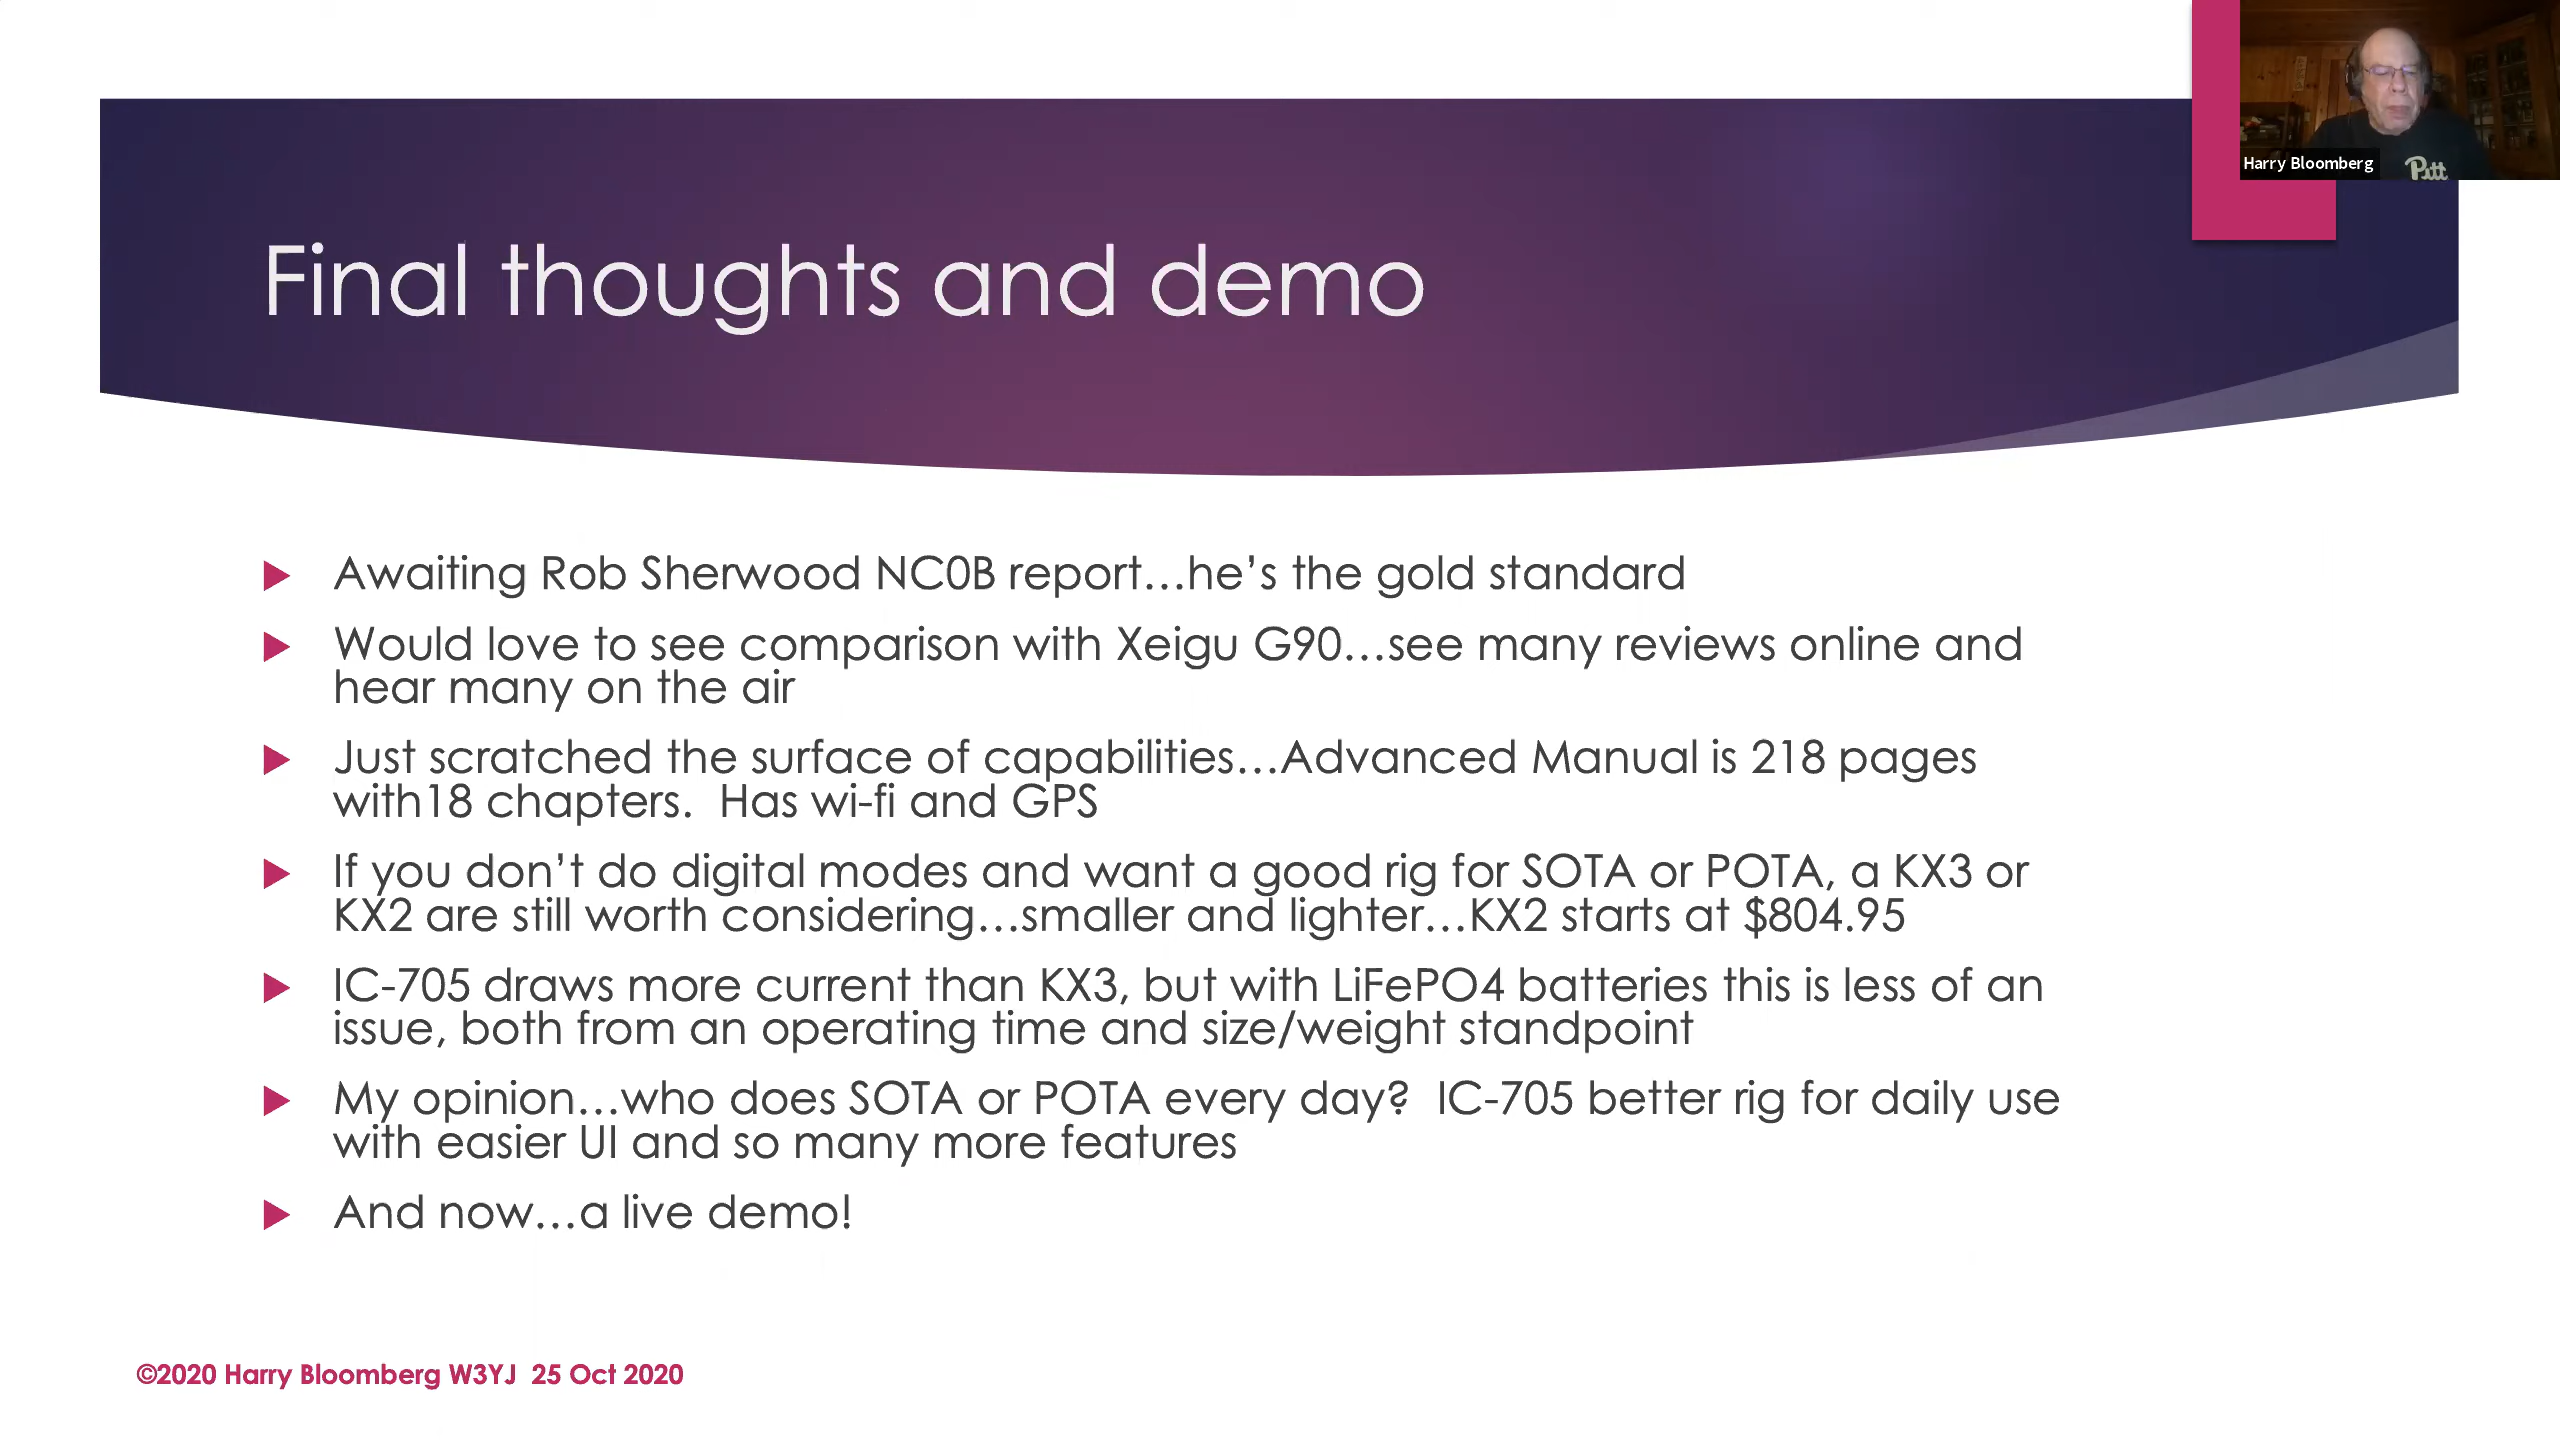 Harry Bloomberg
Pitt
Final thoughts and demo
Awaiting Rob Sherwood NC0B report...he's the gold standard
Would love to see comparison with Xeigu G90...see many reviews online and
hear many on the air
Just scratched the surface of capabilities...Advanced Manual is 218 pages
with18 chapters.  Has wi-fi and GPS
If you don't do digital modes and want a good rig for SOTA or POTA, a KX3 or
KX2 are still worth considering...smaller and lighter...KX2 starts at $804.95
IC-705 draws more current than KX3, but with LiFePO4 batteries this is less of an
issue, both from an operating time and size/weight standpoint
My opinion...who does SOTA or POTA every day?  IC-705 better rig for daily use
with easier UI and so many more features
And now...a live demo!
©2020 Harry Bloomberg W3YJ  25 Oct 2020